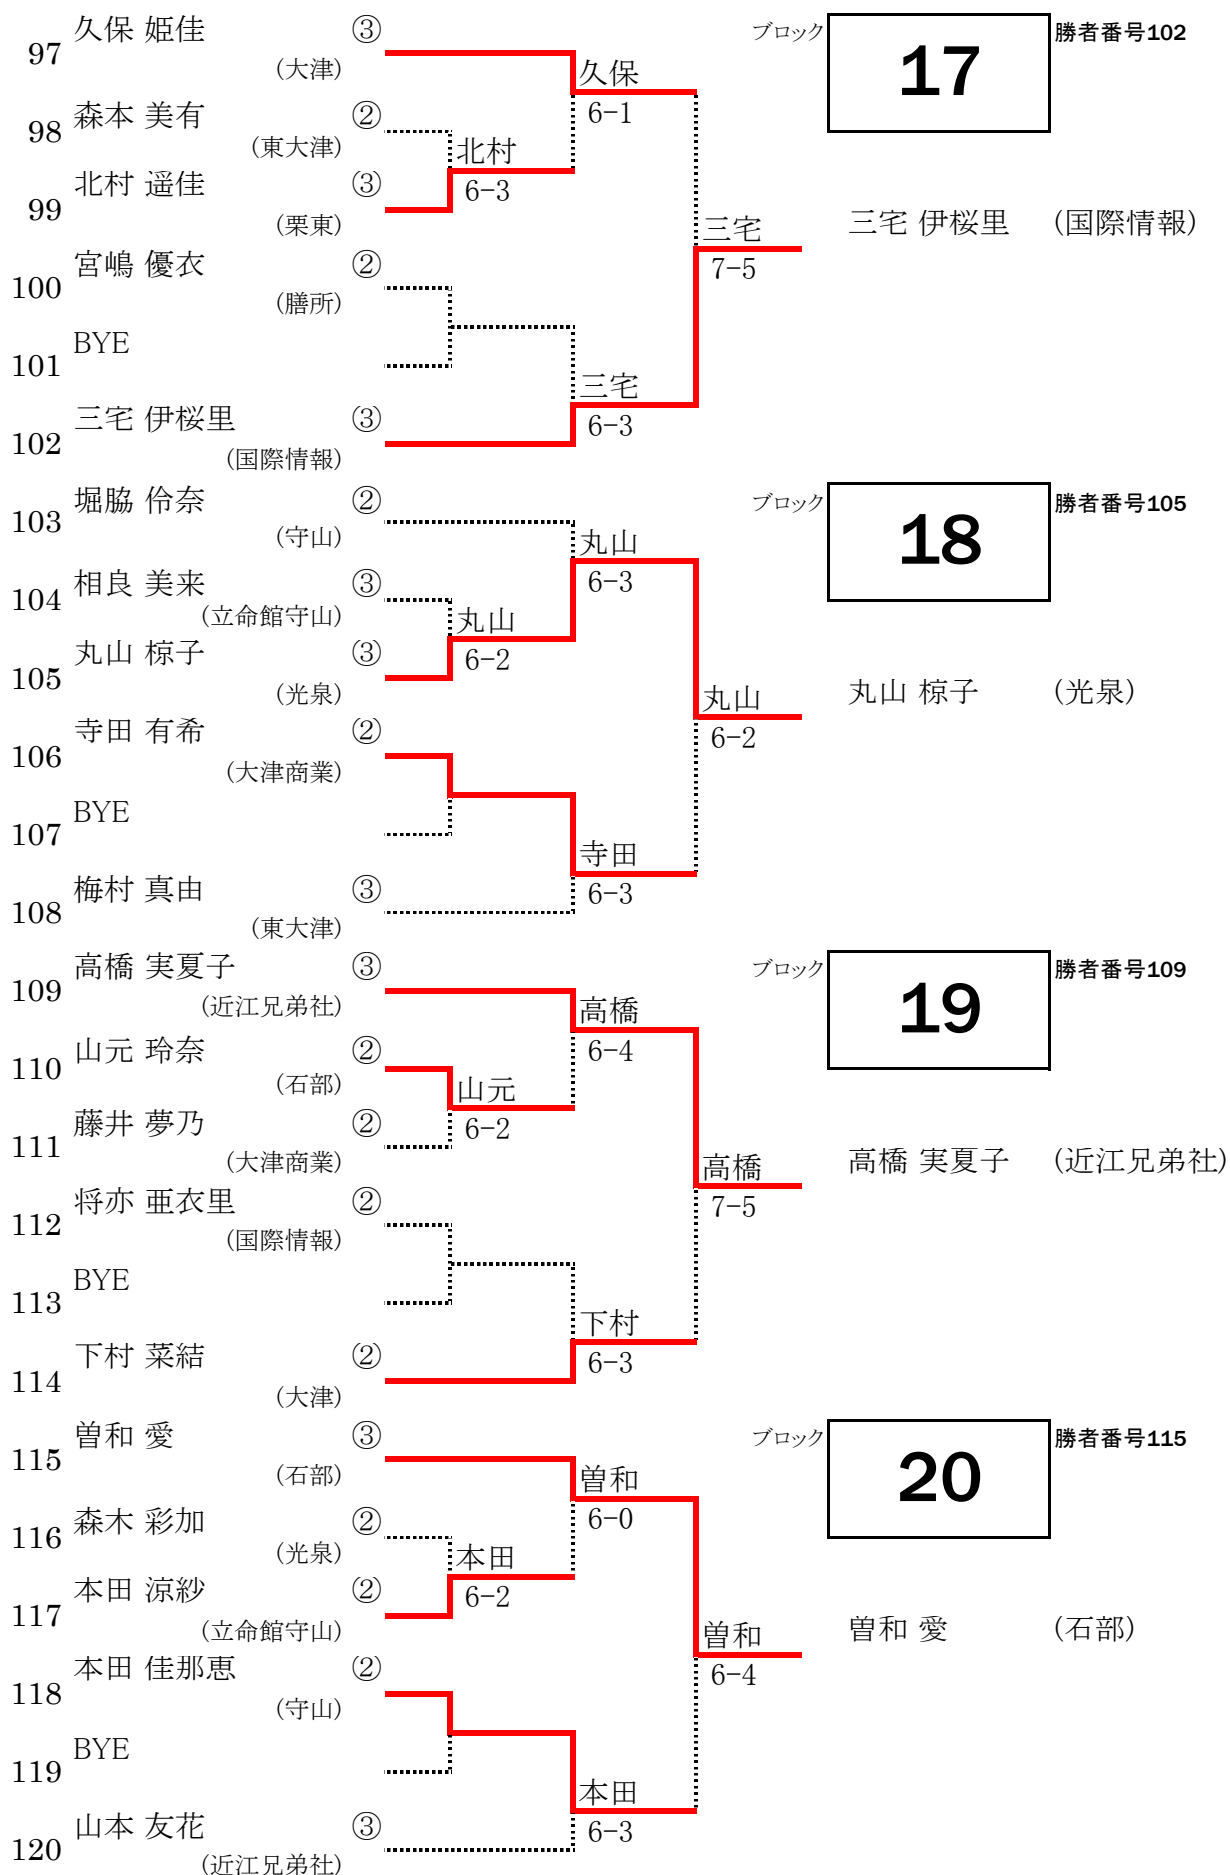 久保 姫佳 ③
97
(大津)
久保
6-1
森本 美有 ②
98
(東大津)
北村
6-3
北村 遥佳 ③
99
(栗東)
宮嶋 優衣 ②
100
(膳所)
BYE
101
三宅
6-3
三宅 伊桜里 ③
102
(国際情報)
三宅
7-5
ブロック 17 勝者番号102
三宅 伊桜里 (国際情報)
堀脇 伶奈 ②
103
(守山)
丸山
6-3
相良 美来 ③
104
(立命館守山)
丸山
6-2
丸山 椋子 ③
105
(光泉)
寺田 有希 ②
106
(大津商業)
BYE
107
寺田
6-3
梅村 真由 ③
108
(東大津)
丸山
6-2
ブロック 18 勝者番号105
丸山 椋子 (光泉)
高橋 実夏子 ③
109
(近江兄弟社)
高橋
6-4
山元 玲奈 ②
110
(石部)
山元
6-2
藤井 夢乃 ②
111
(大津商業)
将亦 亜衣里 ②
112
(国際情報)
BYE
113
下村
6-3
下村 菜結 ②
114
(大津)
高橋
7-5
ブロック 19 勝者番号109
高橋 実夏子 (近江兄弟社)
曽和 愛 ③
115
(石部)
曽和
6-0
森木 彩加 ②
116
(光泉)
本田
6-2
本田 涼紗 ②
117
(立命館守山)
本田 佳那恵 ②
118
(守山)
BYE
119
本田
6-3
山本 友花 ③
120
(近江兄弟社)
曽和
6-4
ブロック 20 勝者番号115
曽和 愛 (石部)